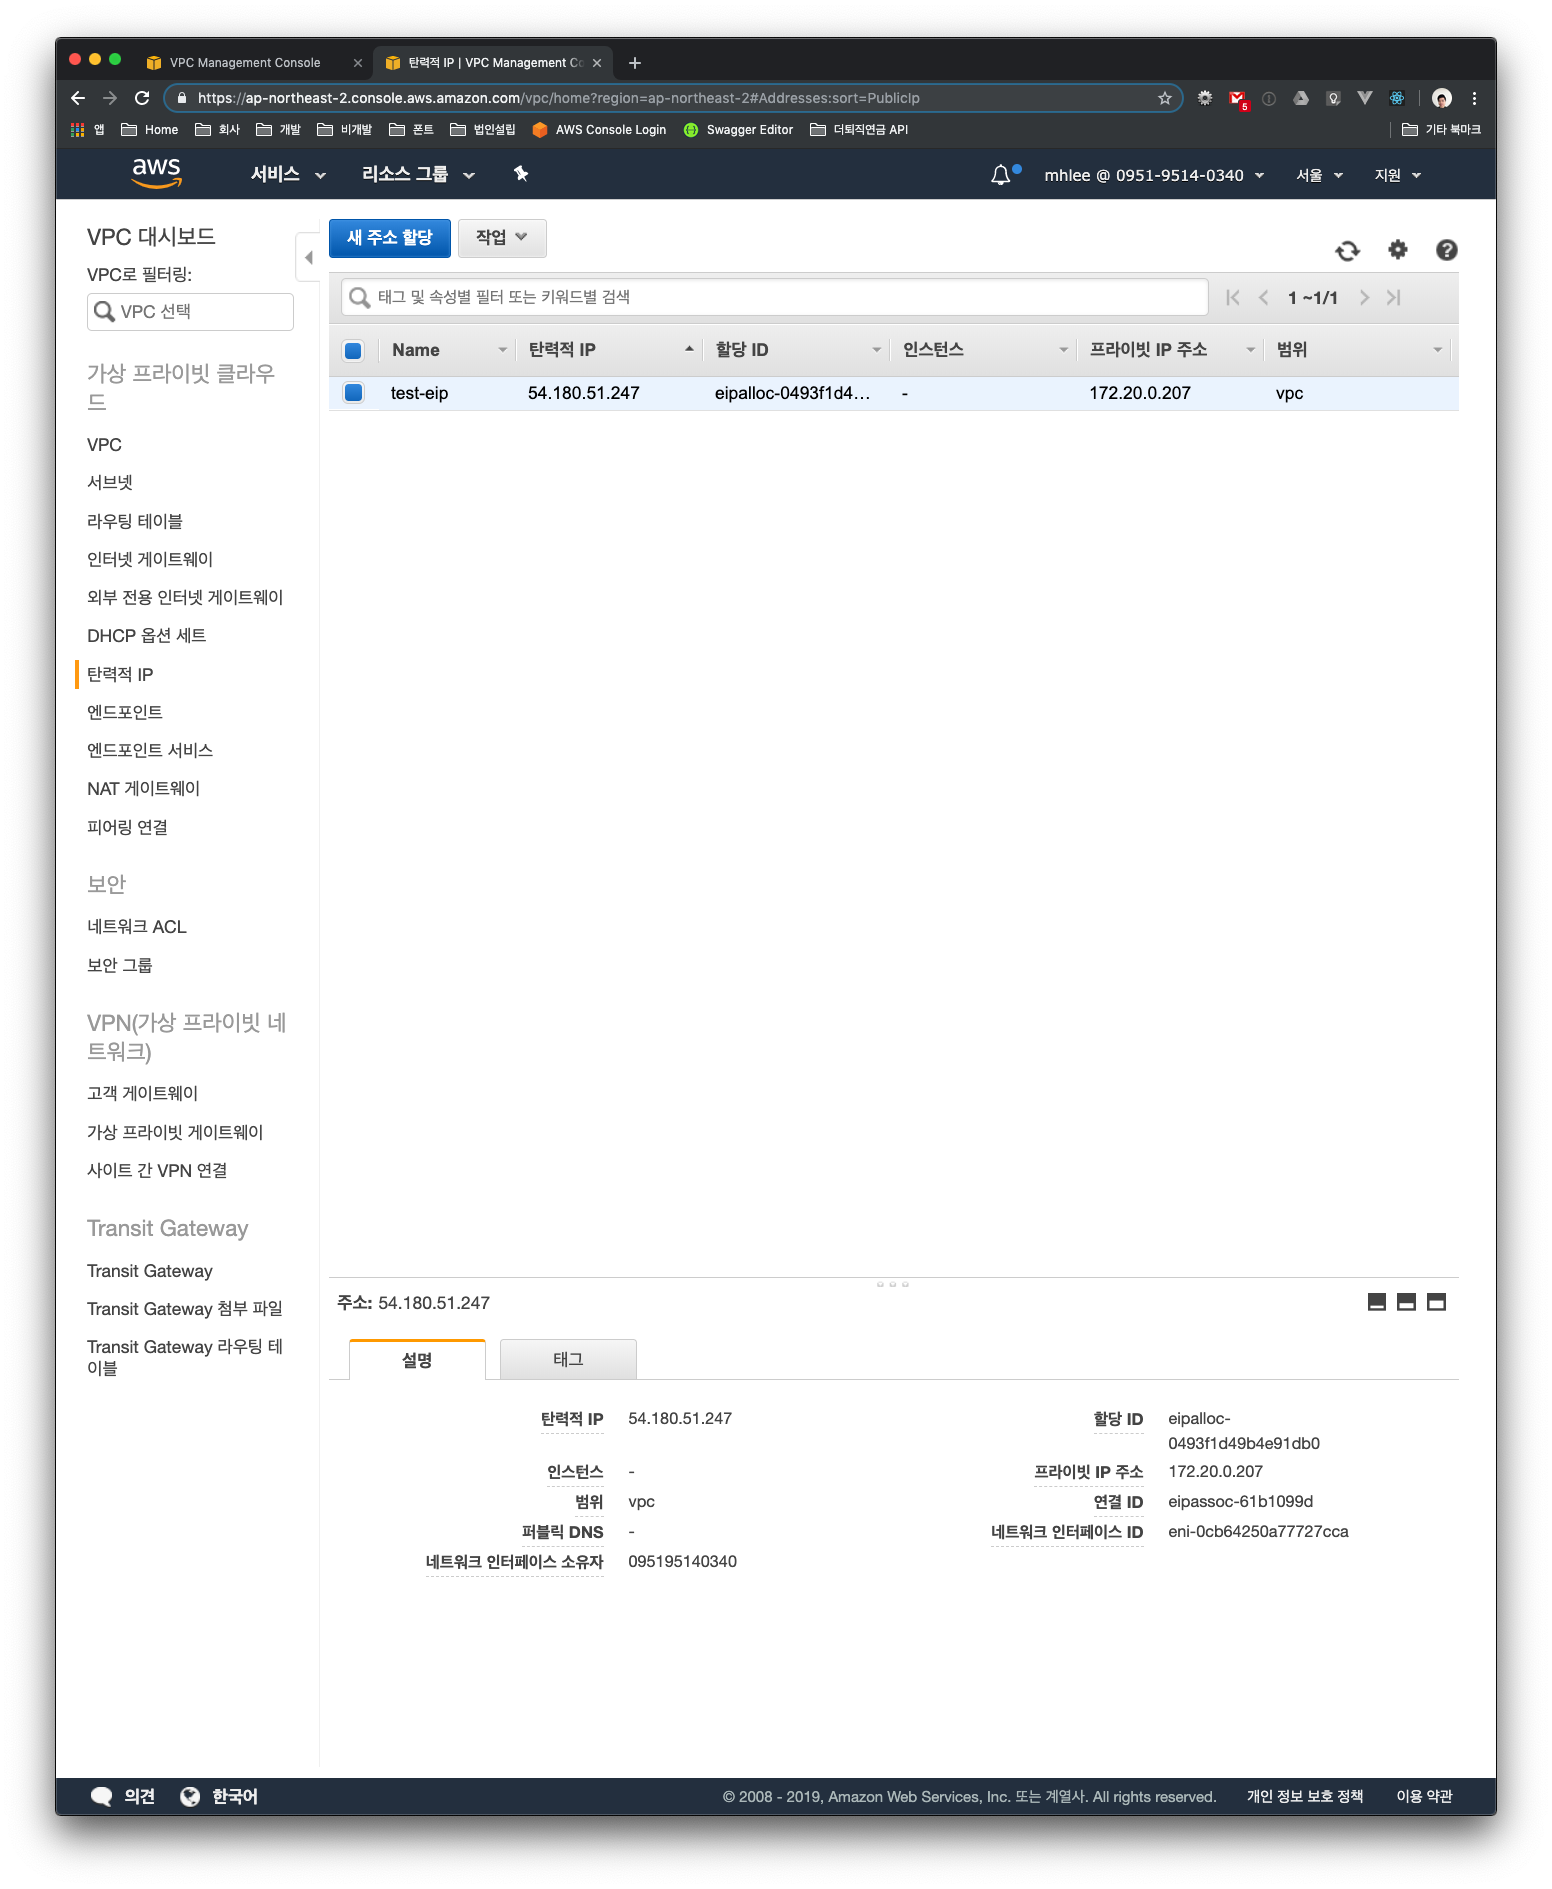 VPC Management Console
탄력적 IP | VPC Management Co
https://ap-northeast-2.console.aws.amazon.com/vpc/home?region=ap-northeast-2#Addresses:sort=PublicIp
5
앱 Home 회사 개발 비개발 폰트 법인설립 AWS Console Login Swagger Editor 더퇴직연금 API 기타 북마크
aws 서비스 리소스 그룹 mhlee @ 0951-9514-0340 서울 지원
VPC 대시보드
VPC로 필터링:
VPC 선택
가상 프라이빗 클라우
드
VPC
서브넷
라우팅 테이블
인터넷 게이트웨이
외부 전용 인터넷 게이트웨이
DHCP 옵션 세트
탄력적 IP
엔드포인트
엔드포인트 서비스
NAT 게이트웨이
피어링 연결
보안
네트워크 ACL
보안 그룹
VPN(가상 프라이빗 네
트워크)
고객 게이트웨이
가상 프라이빗 게이트웨이
사이트 간 VPN 연결
Transit Gateway
Transit Gateway
Transit Gateway 첨부 파일
Transit Gateway 라우팅 테
이블
새 주소 할당 작업
태그 및 속성별 필터 또는 키워드별 검색 1 ~1/1
Name 탄력적 IP 할당 ID 인스턴스 프라이빗 IP 주소 범위
test-eip 54.180.51.247 eipalloc-0493f1d4… - 172.20.0.207 vpc
주소: 54.180.51.247
설명 태그
탄력적 IP 54.180.51.247 할당 ID eipalloc-
0493f1d49b4e91db0
인스턴스 - 프라이빗 IP 주소 172.20.0.207
범위 vpc 연결 ID eipassoc-61b1099d
퍼블릭 DNS - 네트워크 인터페이스 ID eni-0cb64250a77727cca
네트워크 인터페이스 소유자 095195140340
의견 한국어 © 2008 - 2019, Amazon Web Services, Inc. 또는 계열사. All rights reserved. 개인 정보 보호 정책 이용 약관